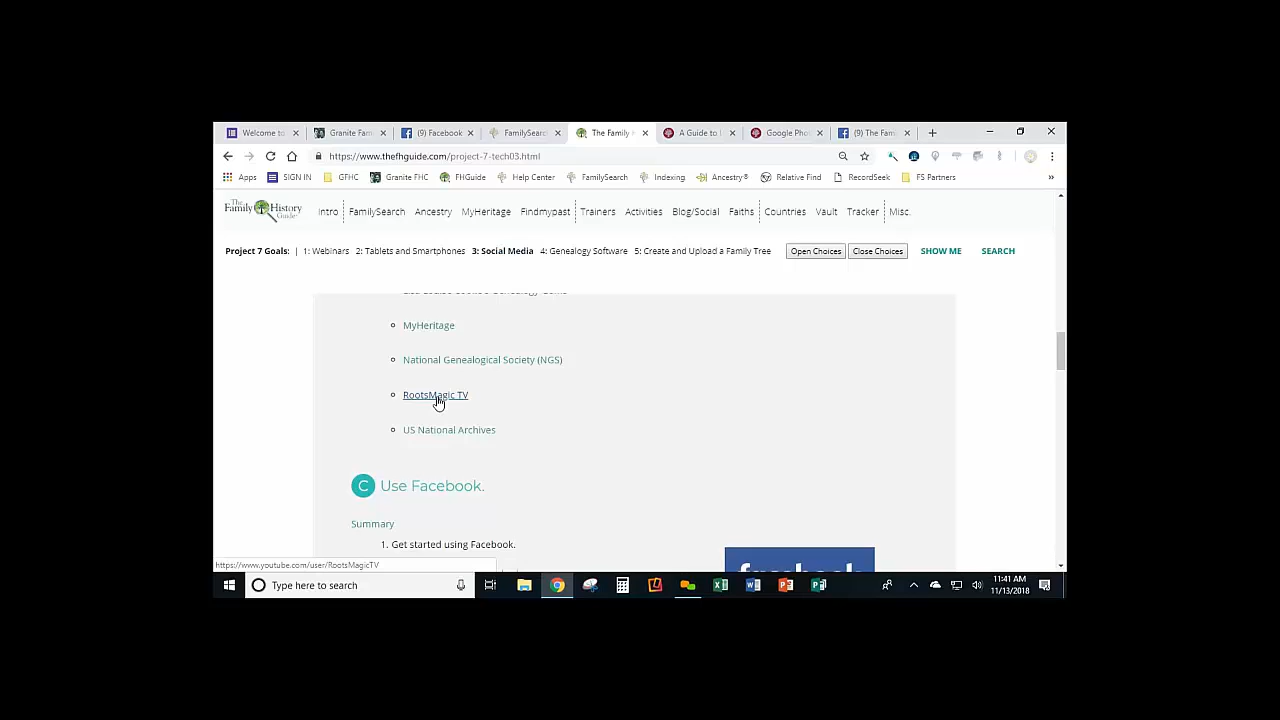 Welcome to
Granite Fam
(9) Facebook
FamilySearc
The Family
A Guide to
Google Pho
(9) The Fam
https://www.thefhguide.com/project-7-tech03.html
Apps
SIGN IN
GFHC
Granite FHC
FHGuide
Help Center
FamilySearch
Indexing
Ancestry®
Relative Find
RecordSeek
FS Partners
»
The Family History Guide
Intro
FamilySearch
Ancestry
MyHeritage
Findmypast
Trainers
Activities
Blog/Social
Faiths
Countries
Vault
Tracker
Misc.
Project 7 Goals: | 1: Webinars 2: Tablets and Smartphones 3: Social Media 4: Genealogy Software 5: Create and Upload a Family Tree
Open Choices
Close Choices
SHOW ME
SEARCH
MyHeritage
National Genealogical Society (NGS)
RootsMagic TV
US National Archives
C Use Facebook.
Summary
1. Get started using Facebook.
facebook
https://www.youtube.com/user/RootsMagicTV
Type here to search
11:41 AM
11/13/2018